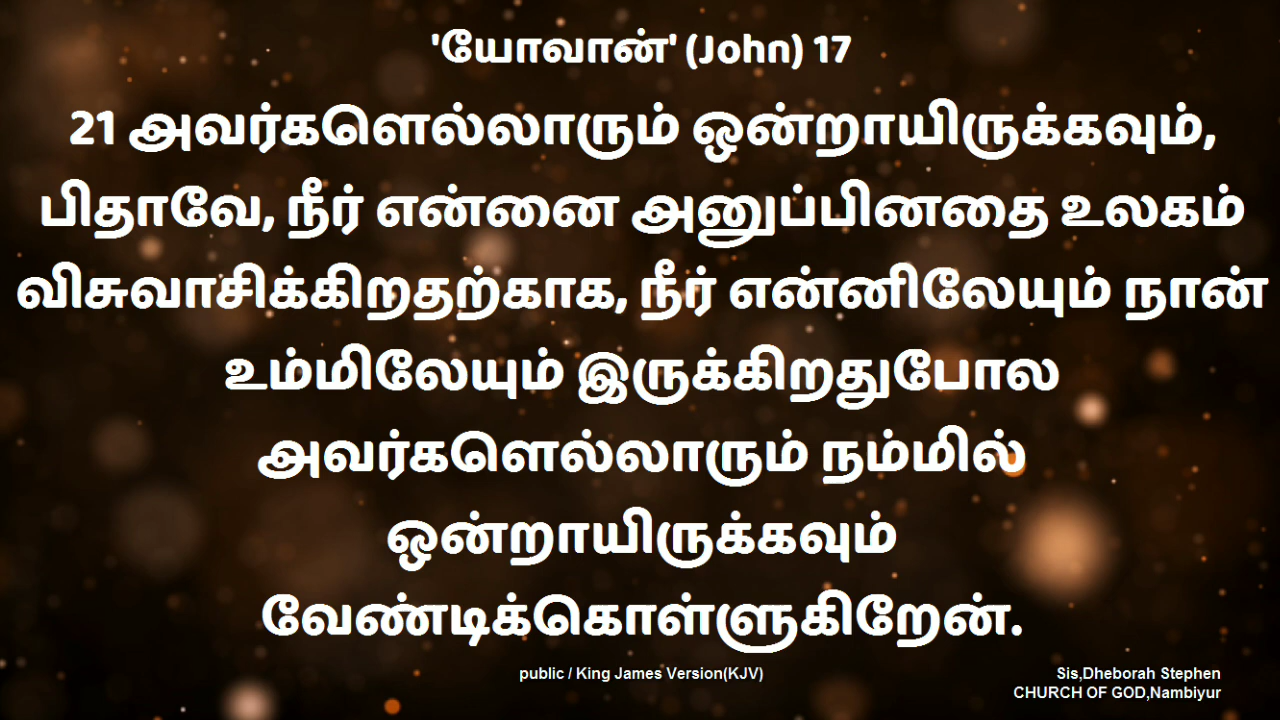 'யோவான்' (John) 17
21 அவர்களெல்லாரும் ஒன்றாயிருக்கவும்,
பிதாவே, நீர் என்னை அனுப்பினதை உலகம்
விசுவாசிக்கிறதற்காக, நீர் என்னிலேயும் நான்
உம்மிலேயும் இருக்கிறதுபோல
அவர்களெல்லாரும் நம்மில்
ஒன்றாயிருக்கவும்
வேண்டிக்கொள்ளுகிறேன்.
public / King James Version(KJV)
Sis,Dheborah Stephen
CHURCH OF GOD,Nambiyur